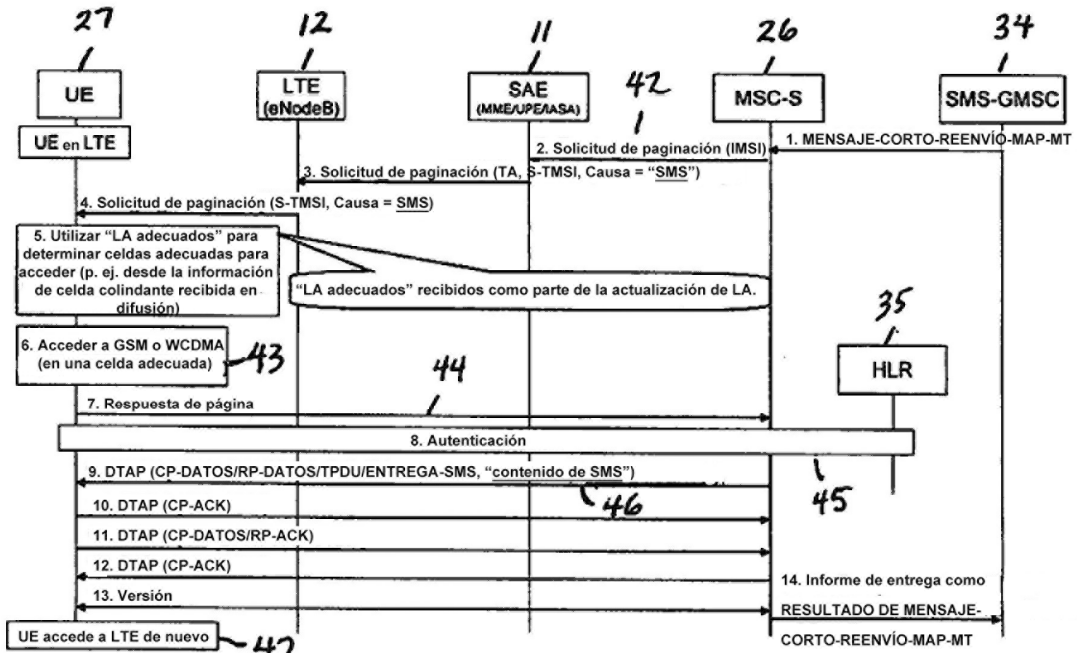 27
12
11
26
34
UE
LTE
(eNodeB)
SAE
(MME/UPE/IASA)
42
MSC-S
SMS-GMSC
UE en LTE
1. MENSAJE-CORTO-REENVÍO-MAP-MT
2. Solicitud de paginación (IMSI)
3. Solicitud de paginación (TA, S-TMSI, Causa = “SMS”)
4. Solicitud de paginación (S-TMSI, Causa = SMS)
5. Utilizar “LA adecuados” para
determinar celdas adecuadas para
acceder (p. ej. desde la información
de celda colindante recibida en
difusión)
“LA adecuados” recibidos como parte de la actualización de LA.
35
6. Acceder a GSM o WCDMA
(en una celda adecuada)
43
HLR
44
7. Respuesta de página
8. Autenticación
45
9. DTAP (CP-DATOS/RP-DATOS/TPDU/ENTREGA-SMS, “contenido de SMS”)
46
10. DTAP (CP-ACK)
11. DTAP (CP-DATOS/RP-ACK)
12. DTAP (CP-ACK)
14. Informe de entrega como
13. Versión
RESULTADO DE MENSAJE-
CORTO-REENVÍO-MAP-MT
UE accede a LTE de nuevo
47